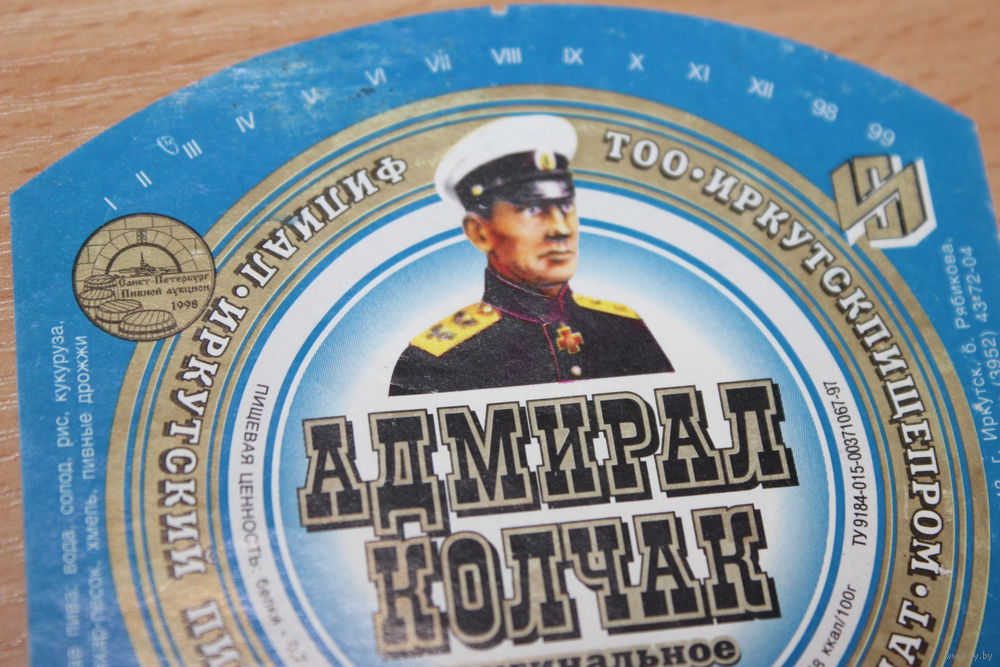 I II III IV V VI VII VIII IX X XI XII 98 99
ФИЛИАЛ • ИРКУТСКИЙ
ТОО • ИРКУТСКПИЩЕПРОМ •
Санкт-Петербург
Пивной аукцион
1998
вода, солод, рис, кукуруза,
хмель, пивные дрожжи
ПИЩЕВАЯ ЦЕННОСТЬ: белки -
АДМИРАЛ
КОЛЧАК
ТУ 9184-015-00371067-97
ккал/100г
г. Иркутск, б. Рябикова.
(3952) 43-72-04